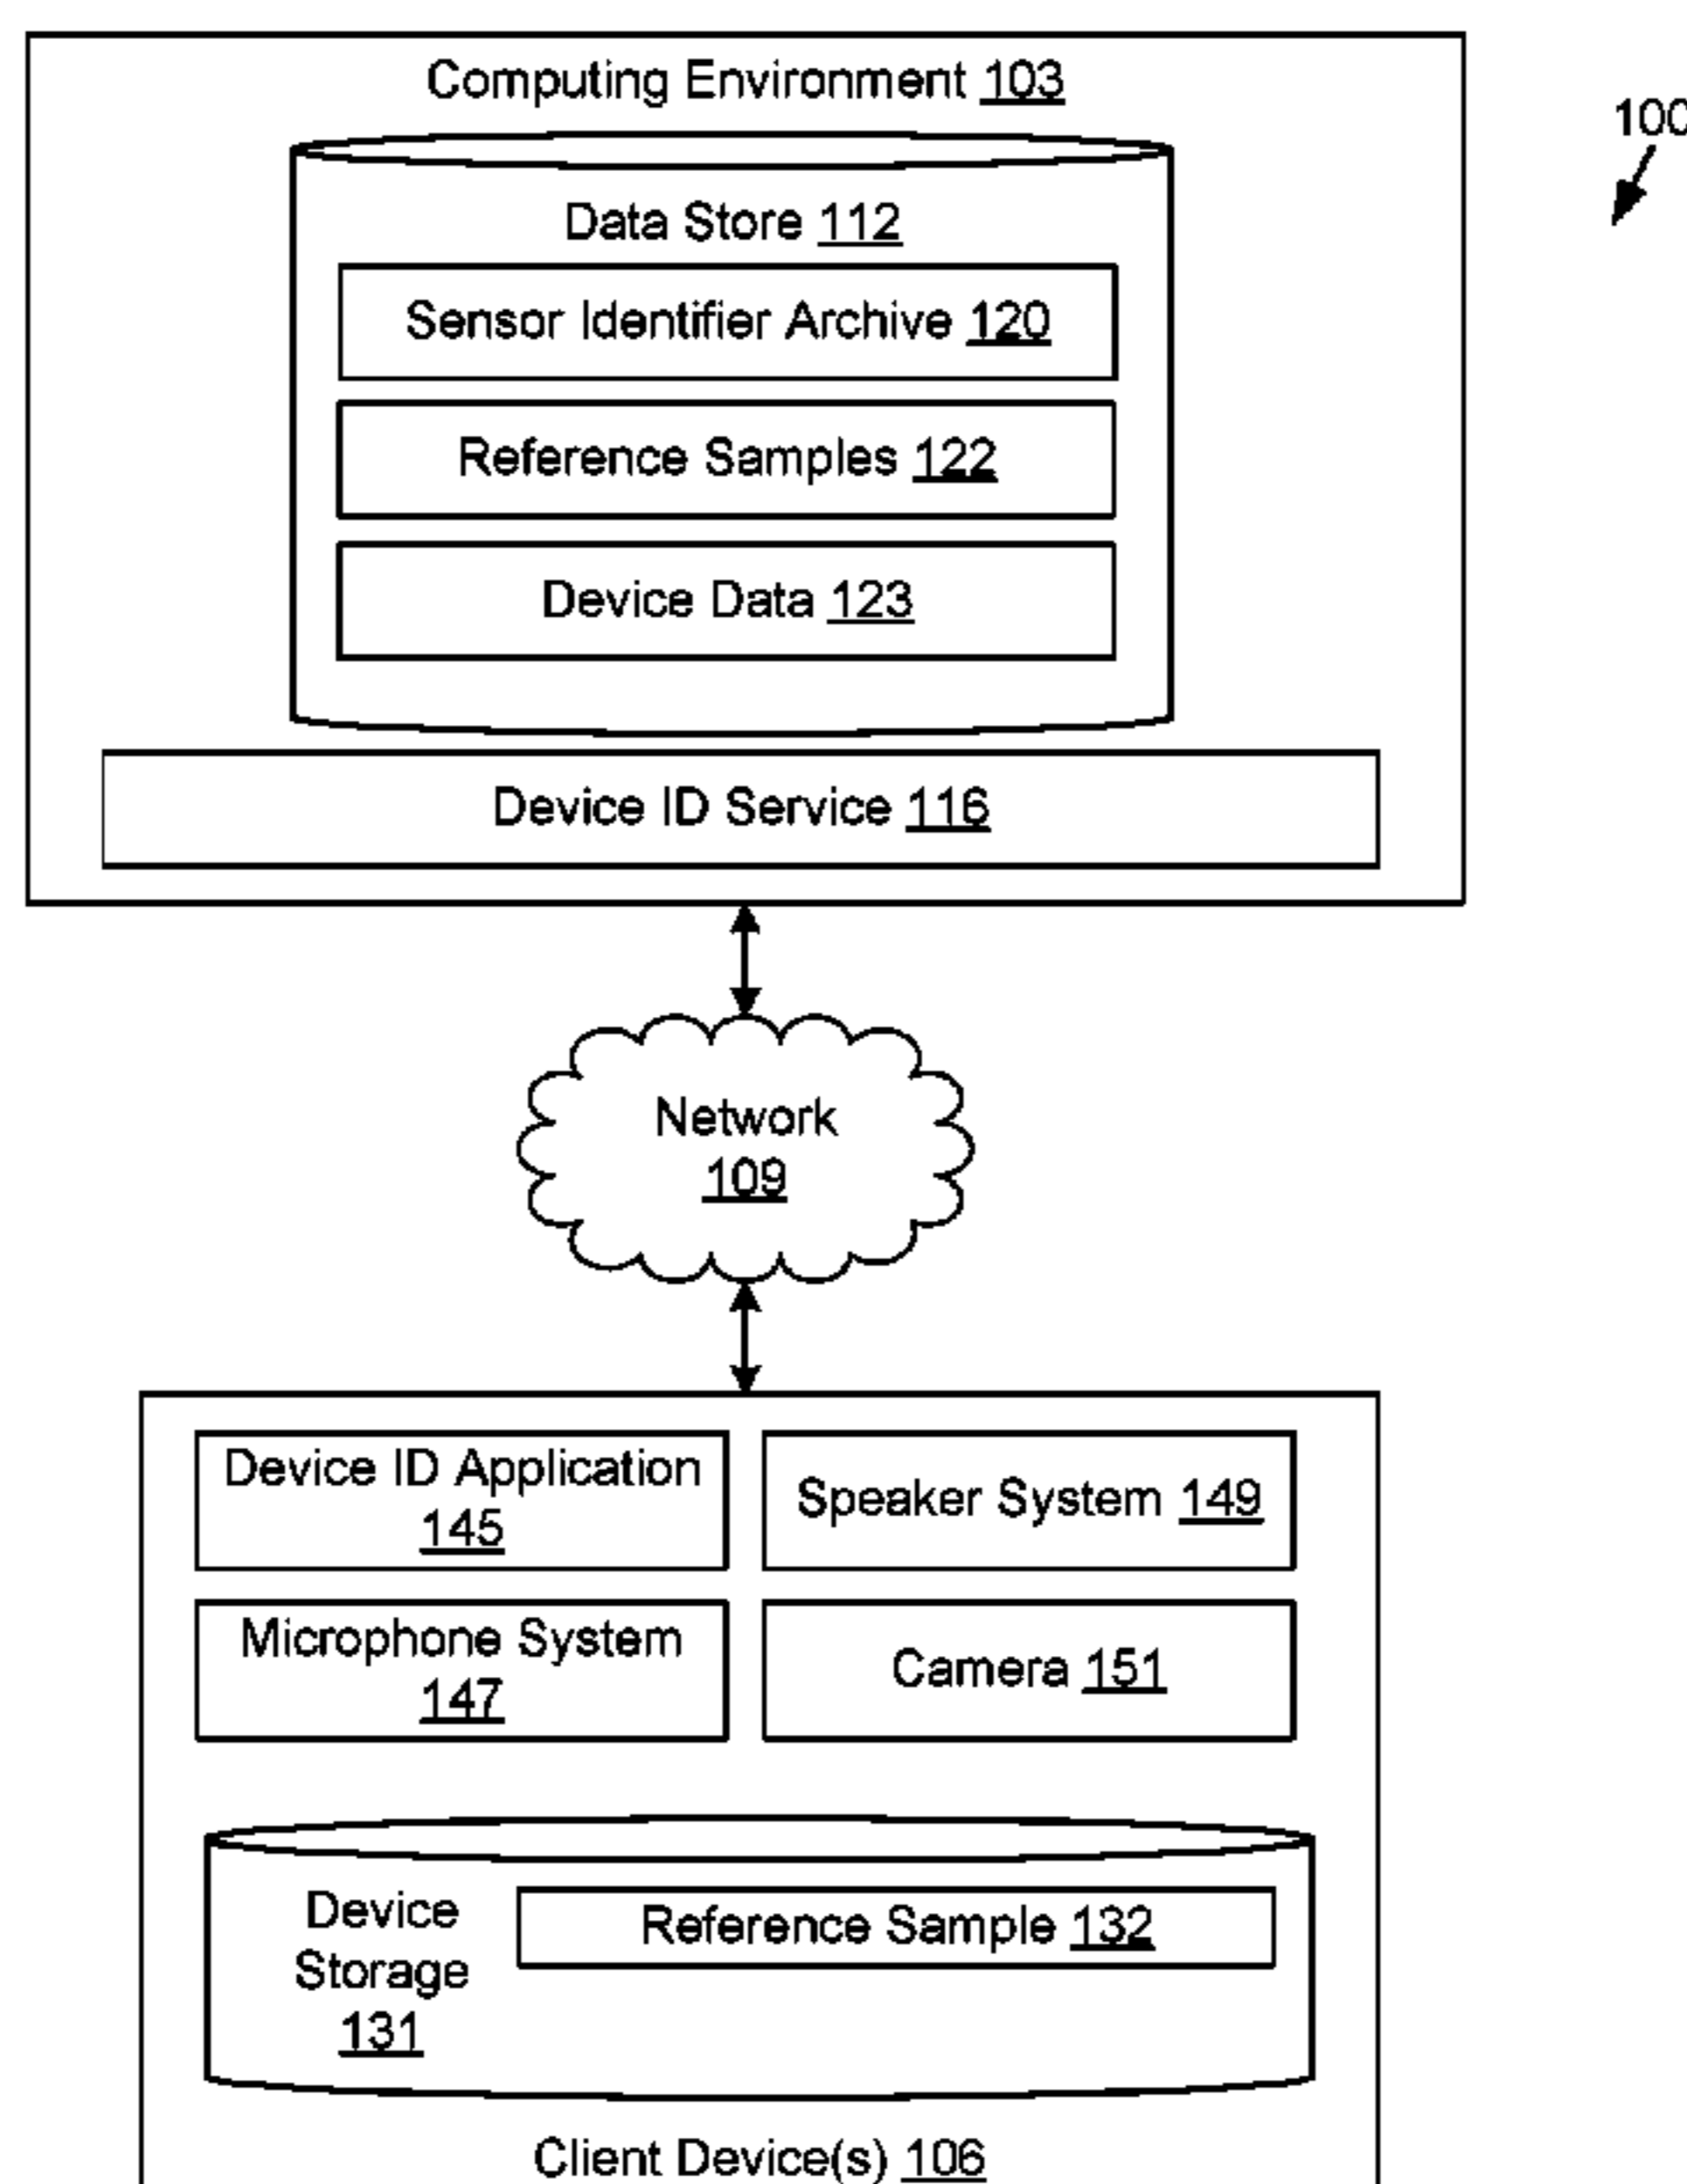 Computing Environment 103
100
Data Store 112
Sensor Identifier Archive 120
Reference Samples 122
Device Data 123
Device ID Service 116
Network
109
Device ID Application
145
Speaker System 149
Microphone System
147
Camera 151
Device
Storage
131
Reference Sample 132
Client Device(s) 106